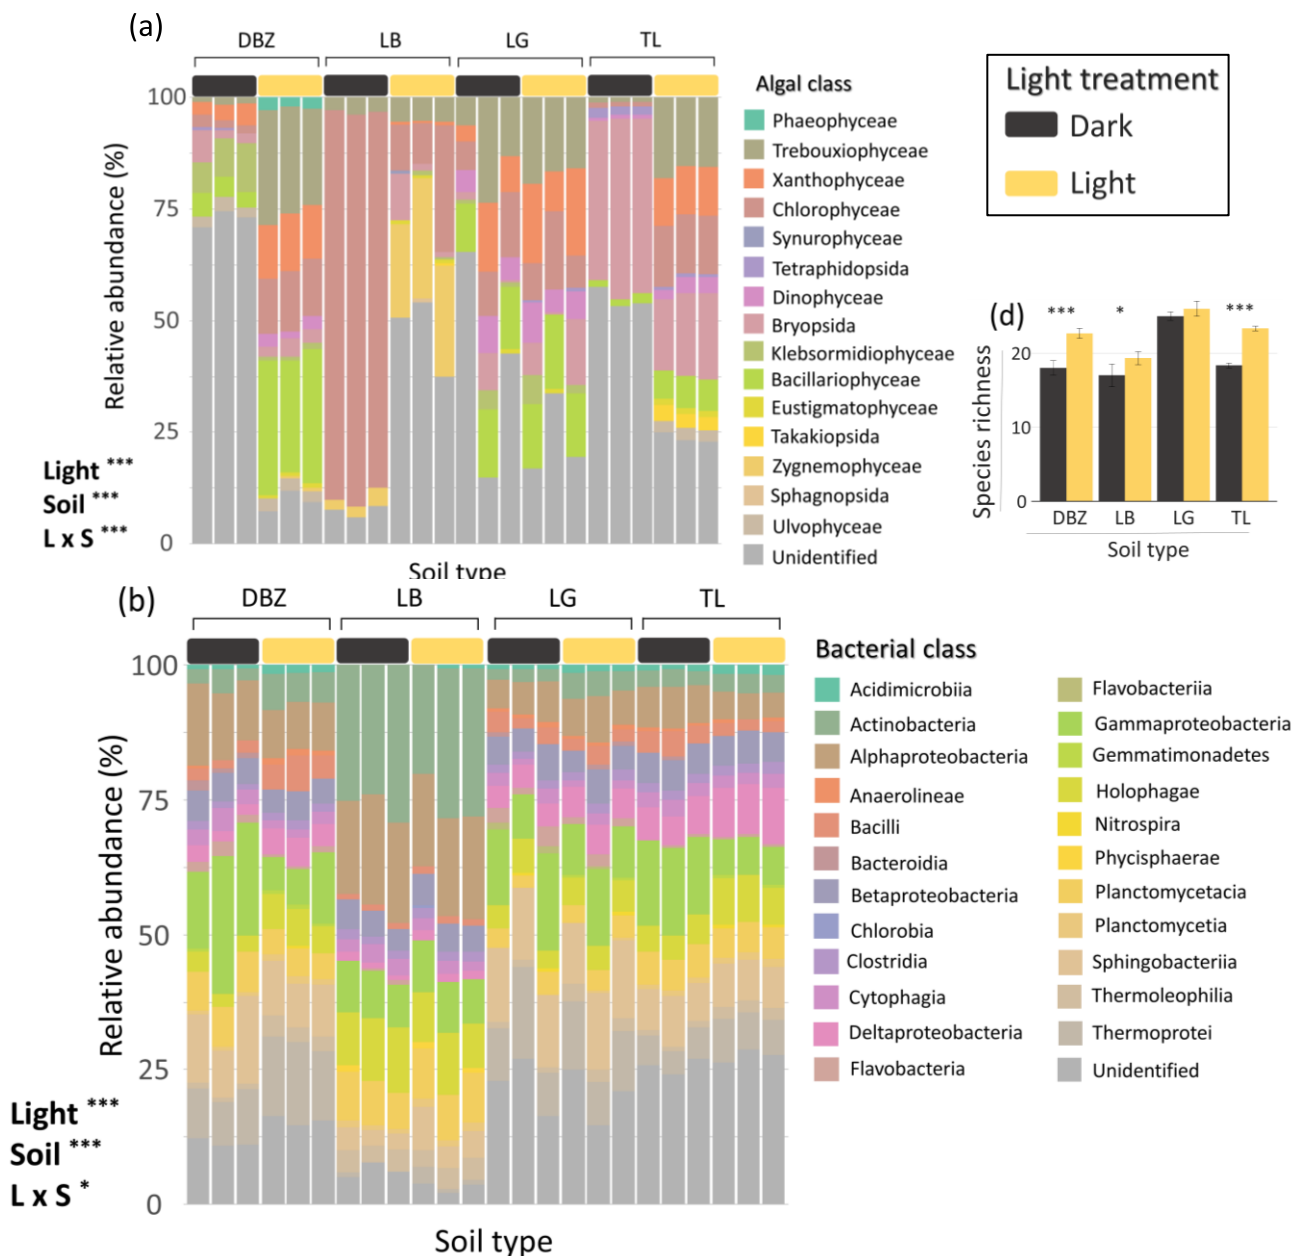 (a)
DBZ LB LG TL
100
75
50
25
0
Relative abundance (%)
Light ***
Soil ***
L x S ***
Soil type
Algal class
Phaeophyceae
Trebouxiophyceae
Xanthophyceae
Chlorophyceae
Synurophyceae
Tetraphidopsida
Dinophyceae
Bryopsida
Klebsormidiophyceae
Bacillariophyceae
Eustigmatophyceae
Takakiopsida
Zygnemophyceae
Sphagnopsida
Ulvophyceae
Unidentified
Light treatment
Dark
Light
(d)
*** * ***
20
10
0
Species richness
DBZ LB LG TL
Soil type
(b)
DBZ LB LG TL
100
75
50
25
0
Relative abundance (%)
Light ***
Soil ***
L x S *
Soil type
Bacterial class
Acidimicrobiia
Actinobacteria
Alphaproteobacteria
Anaerolineae
Bacilli
Bacteroidia
Betaproteobacteria
Chlorobia
Clostridia
Cytophagia
Deltaproteobacteria
Flavobacteria
Flavobacteriia
Gammaproteobacteria
Gemmatimonadetes
Holophagae
Nitrospira
Phycisphaerae
Planctomycetacia
Planctomycetia
Sphingobacteriia
Thermoleophilia
Thermoprotei
Unidentified